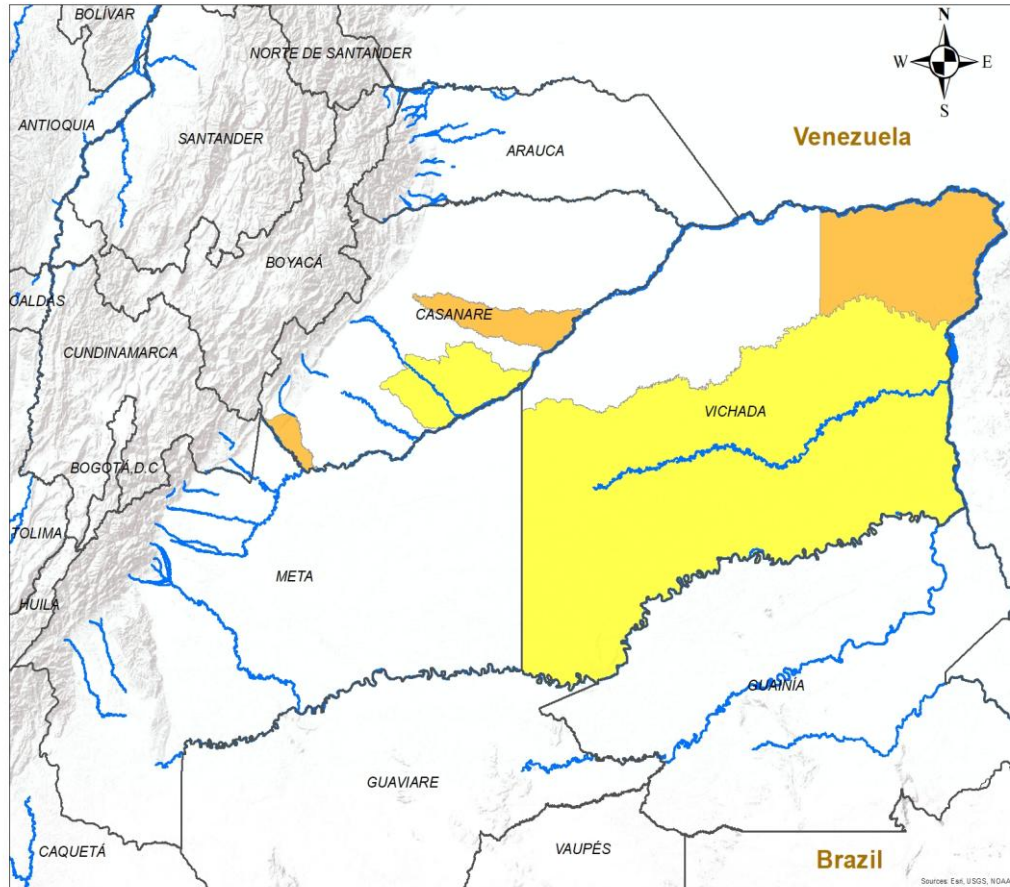 BOLÍVAR
N
NORTE DE SANTANDER
W
E
S
ANTIOQUIA
SANTANDER
Venezuela
ARAUCA
BOYACÁ
CALDAS
CASANARE
CUNDINAMARCA
VICHADA
BOGOTÁ,D.C
TOLIMA
META
HUILA
GUAINÍA
GUAVIARE
CAQUETÁ
VAUPÉS
Brazil
Sources: Esri, USGS, NOAA